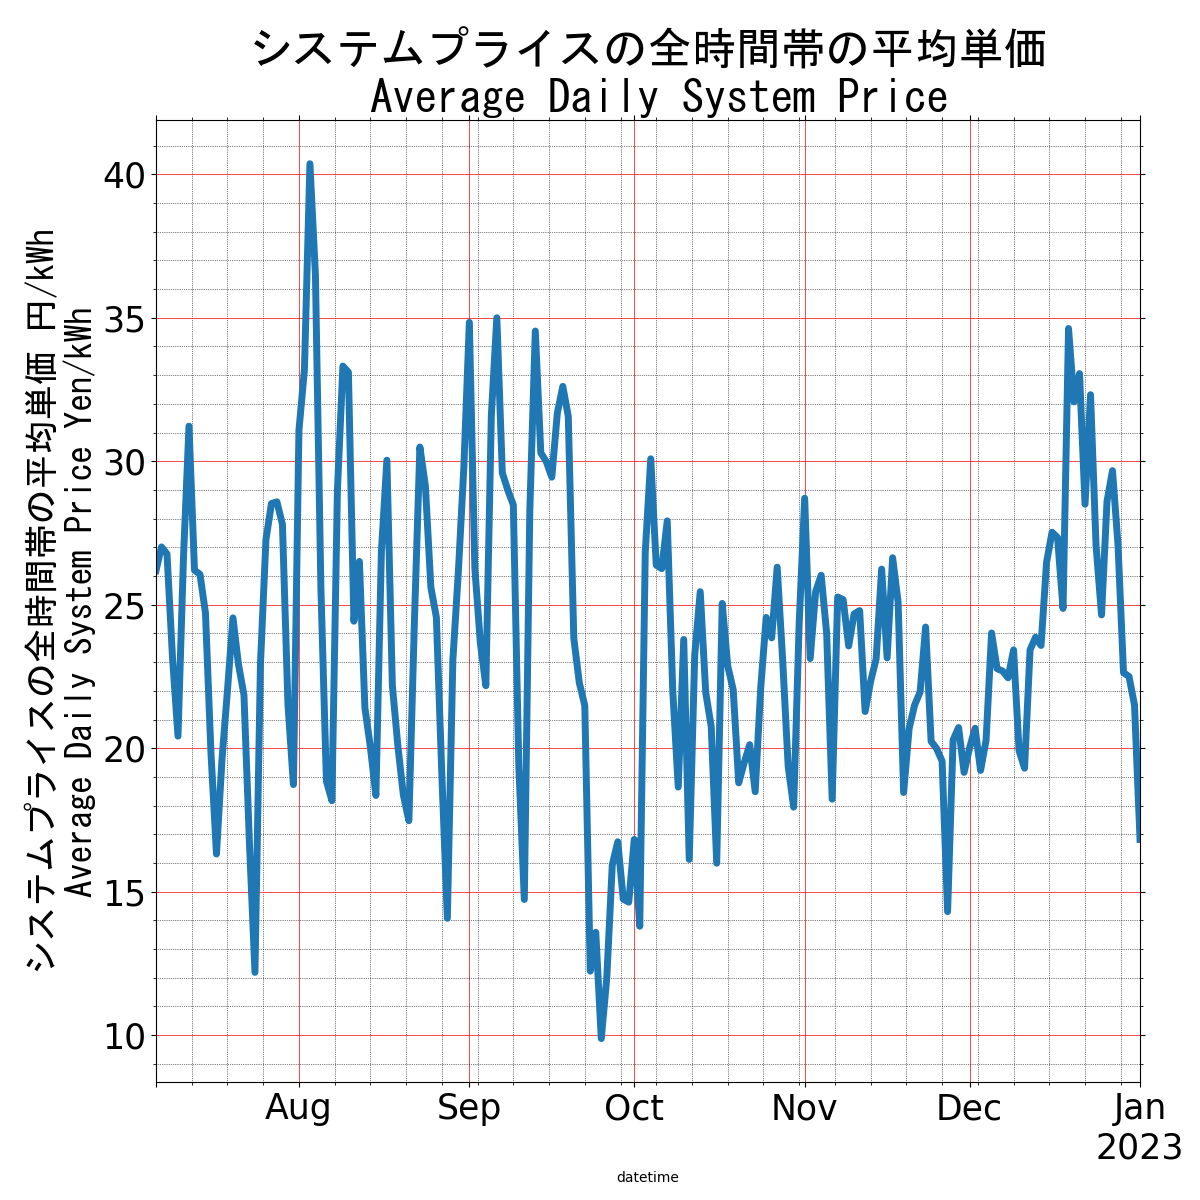 システムプライスの全時間帯の平均単価
Average Daily System Price
システムプライスの全時間帯の平均単価 円/kWh
Average Daily System Price Yen/kWh
40
35
30
25
20
15
10
Aug
Sep
Oct
Nov
Dec
Jan
2023
datetime